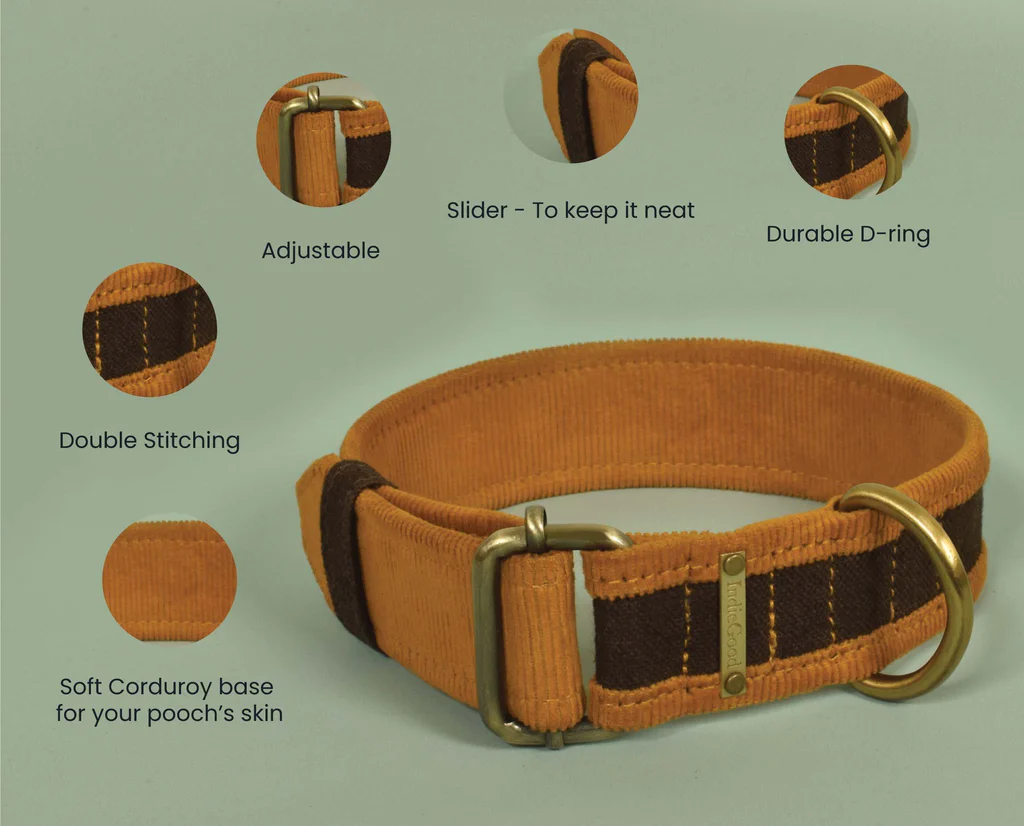 Slider - To keep it neat
Durable D-ring
Adjustable
Double Stitching
Soft Corduroy base
for your pooch's skin
IndieGood